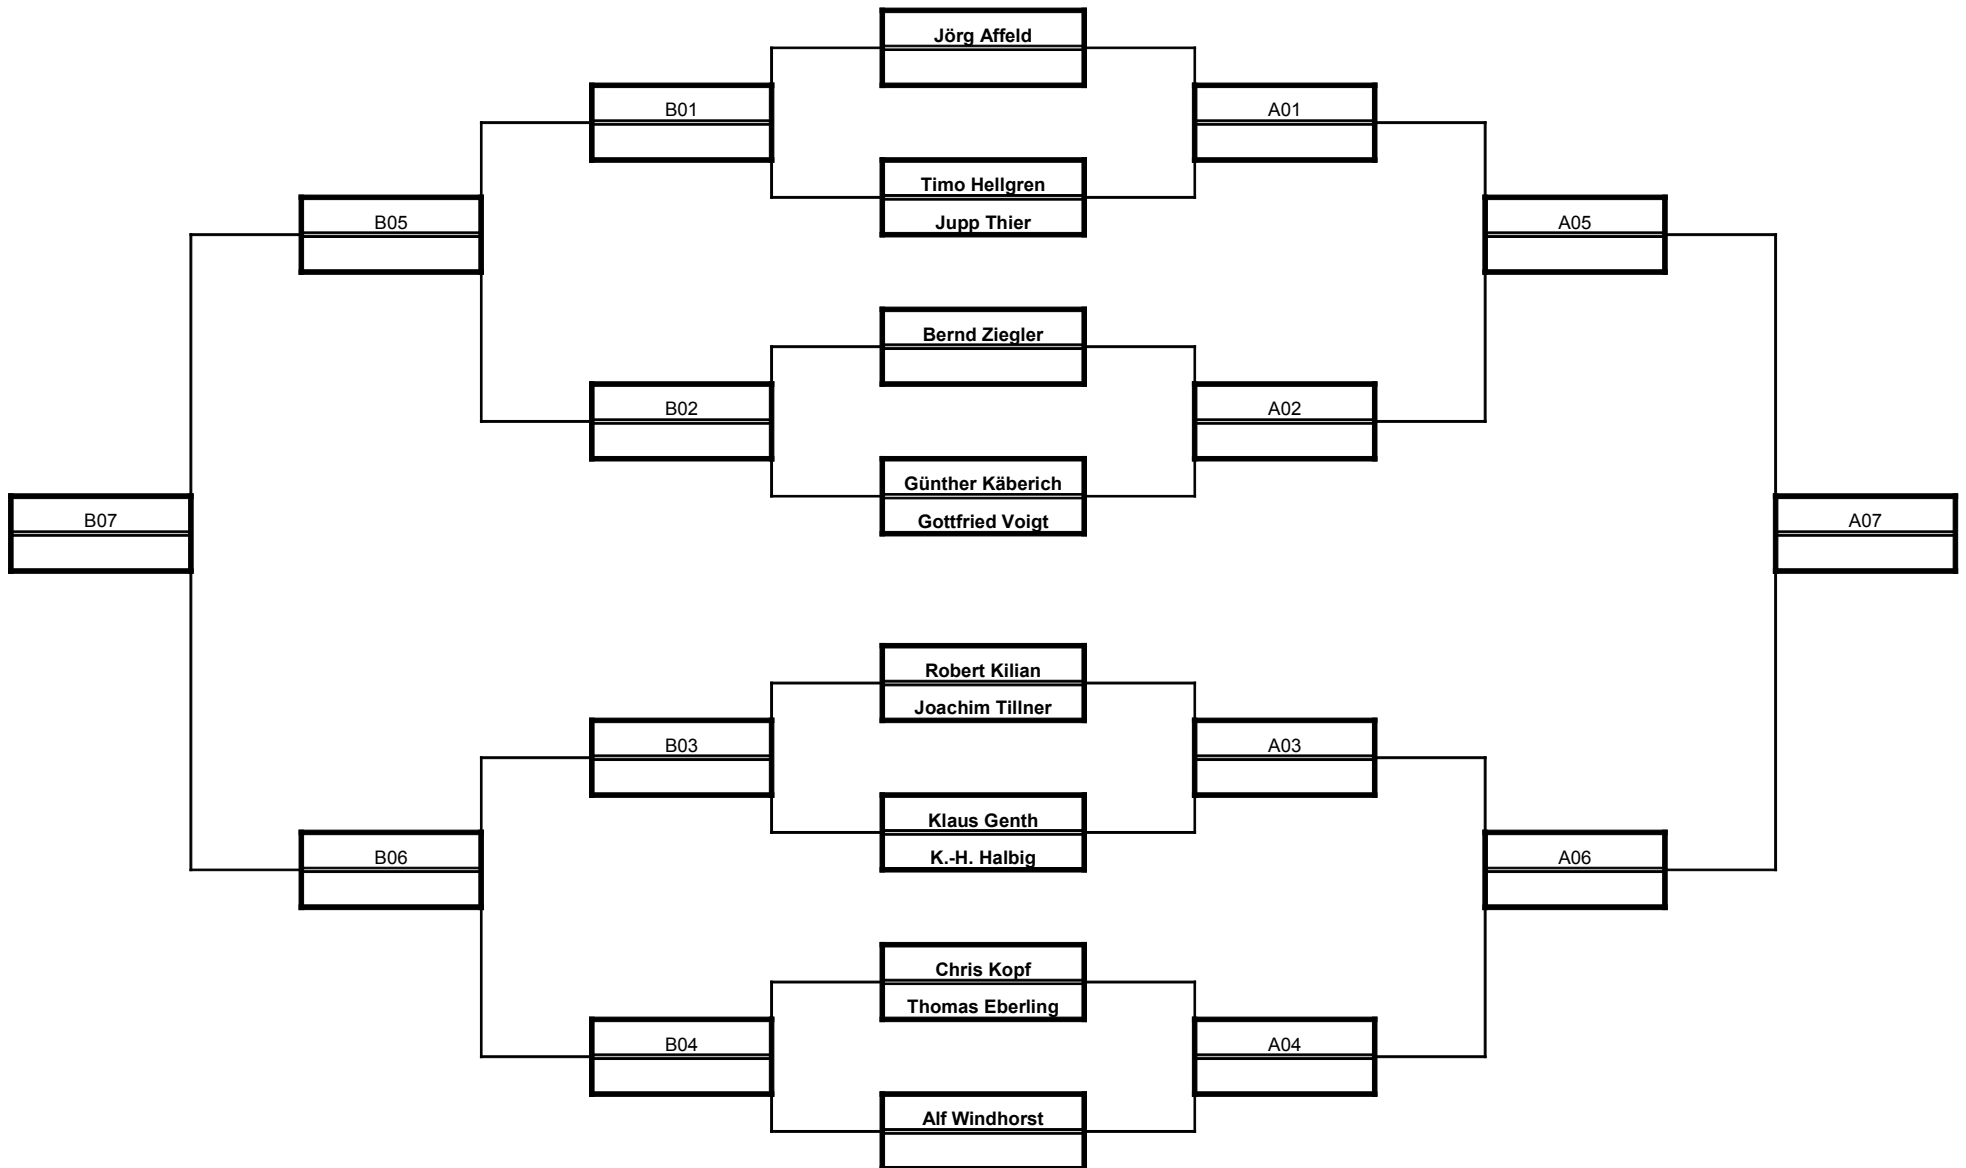 Jörg Affeld
B01
A01
Timo Hellgren
Jupp Thier
B05
A05
Bernd Ziegler
B02
A02
Günther Käberich
Gottfried Voigt
B07
A07
Robert Kilian
Joachim Tillner
B03
A03
Klaus Genth
K.-H. Halbig
B06
A06
Chris Kopf
Thomas Eberling
B04
A04
Alf Windhorst